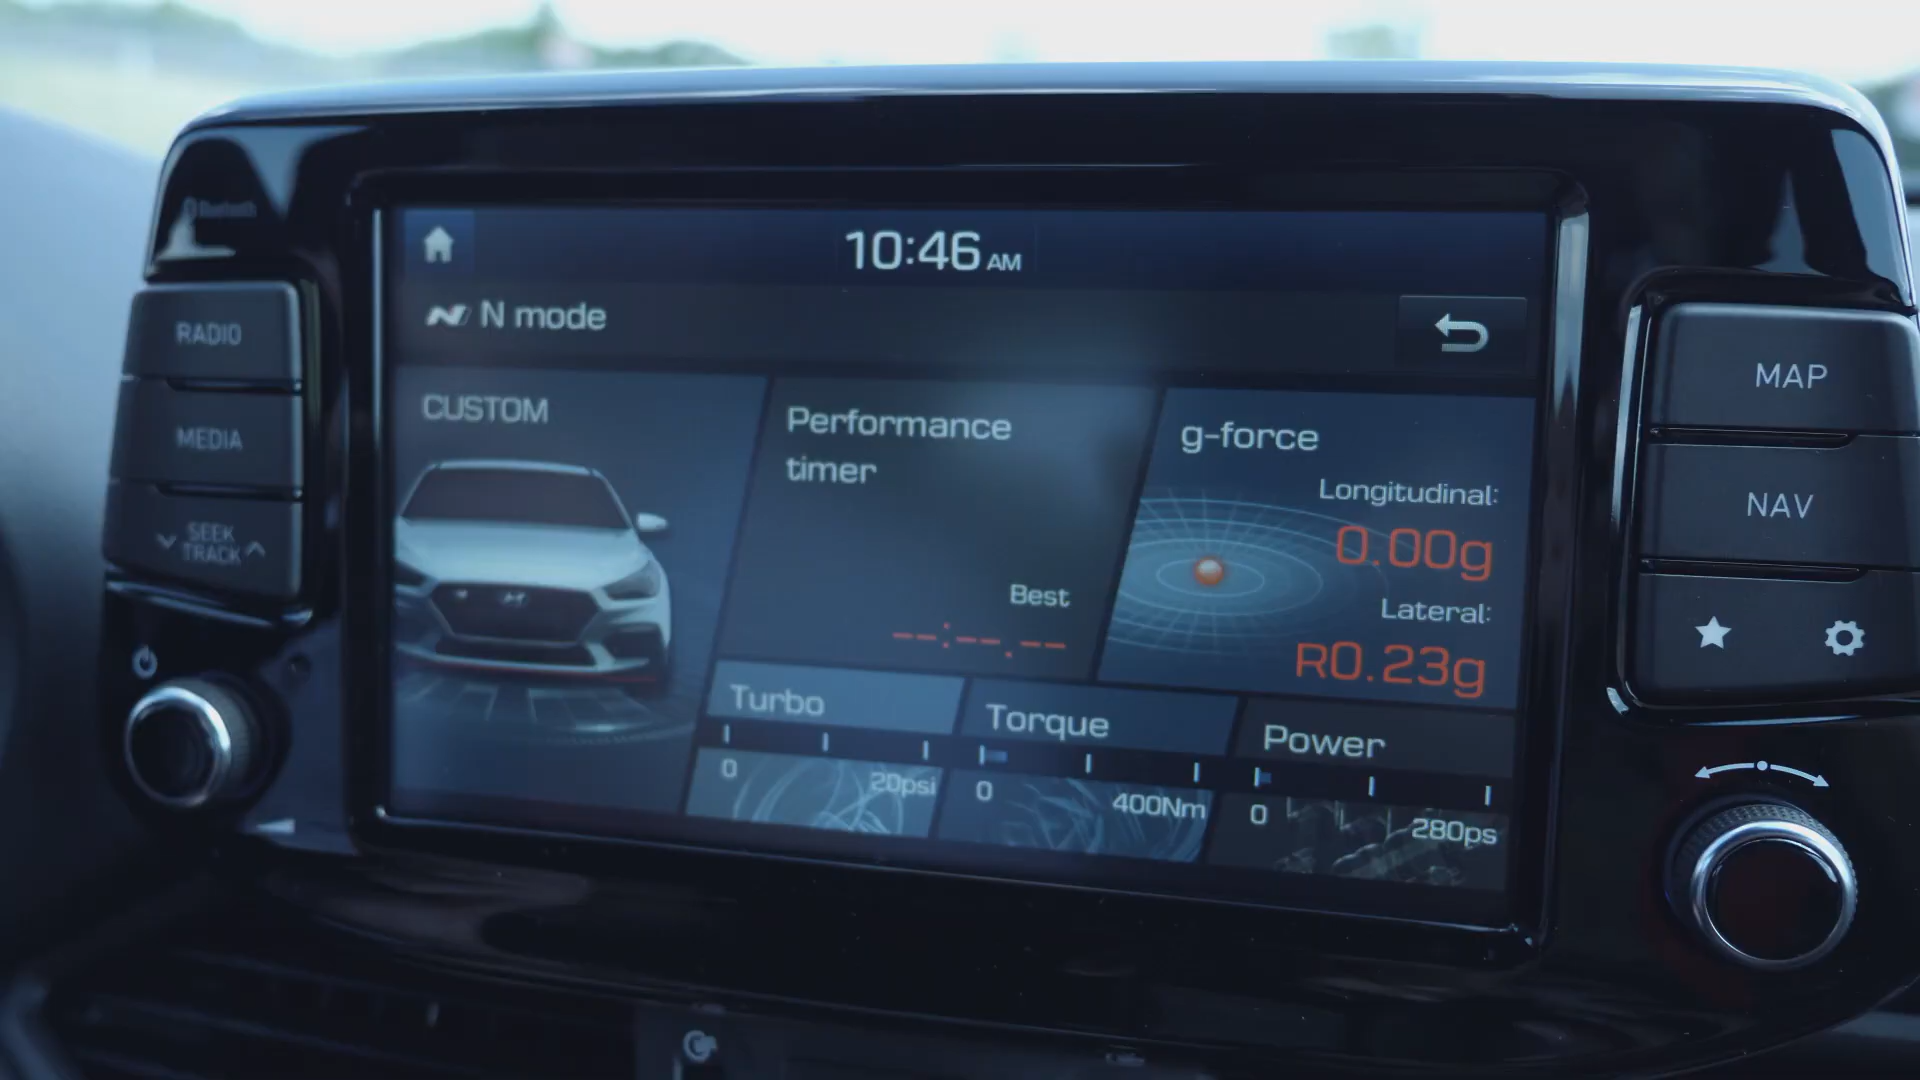 Bluetooth
10:46 AM
N mode
RADIO
MEDIA
SEEK
TRACK
CUSTOM
Performance
timer
Best
--:--.--
g-force
Longitudinal:
0.00g
Lateral:
R0.23g
Turbo
0 20psi
Torque
0 400Nm
Power
0 280ps
MAP
NAV